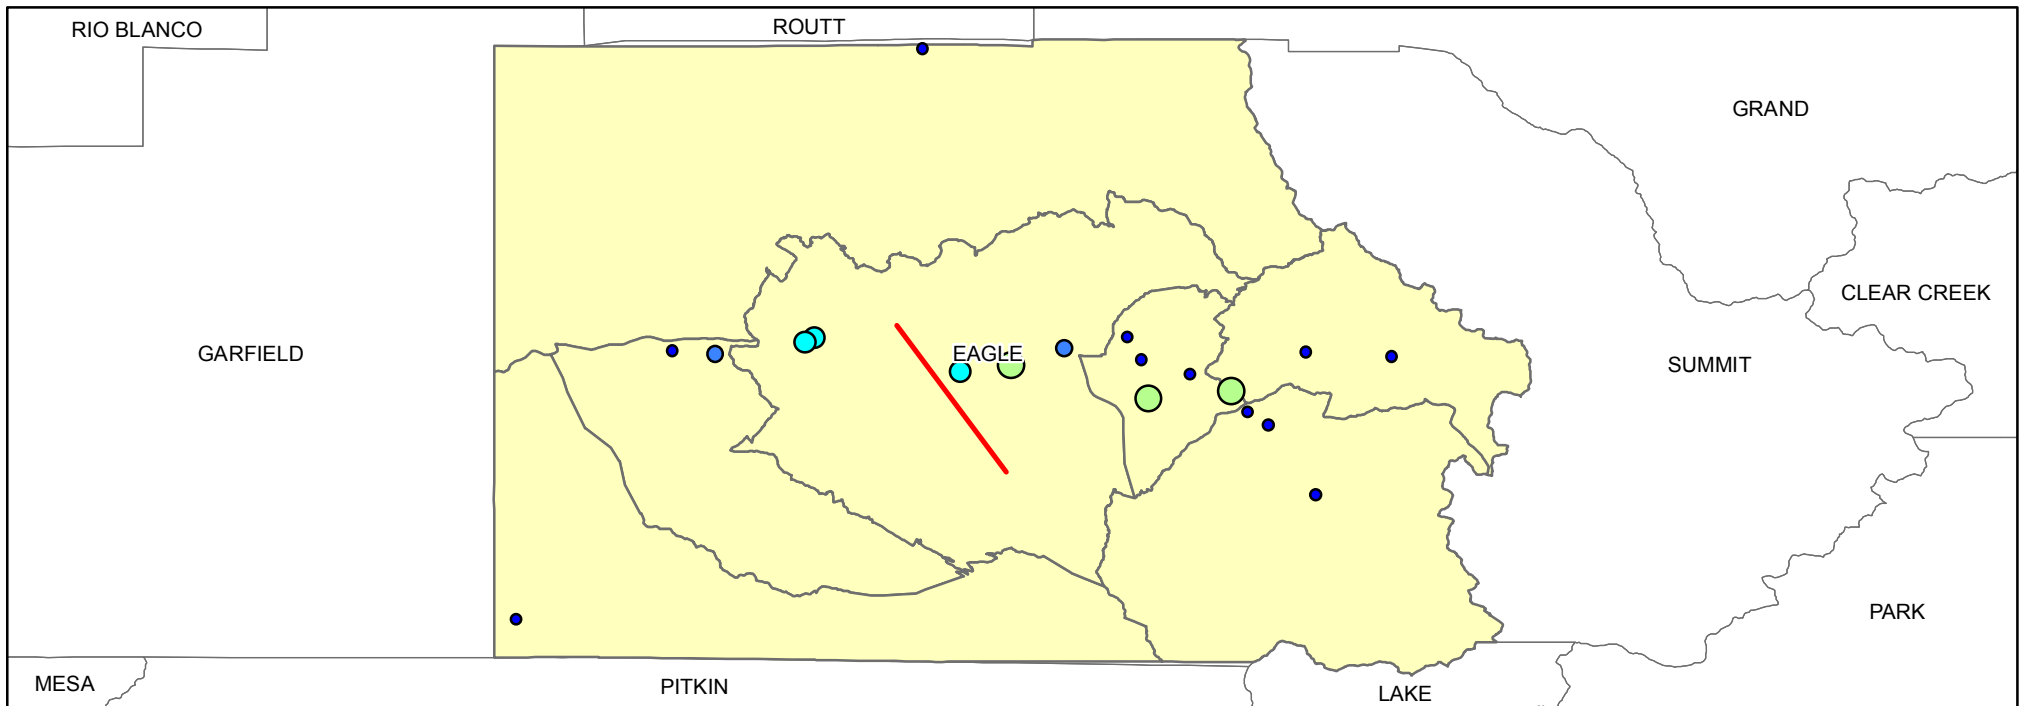 RIO BLANCO
ROUTT
GRAND
CLEAR CREEK
GARFIELD
EAGLE
SUMMIT
PARK
MESA
PITKIN
LAKE